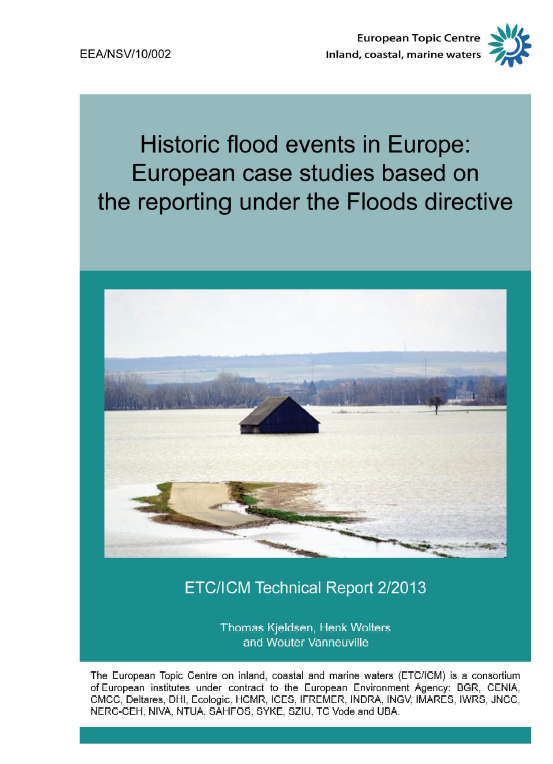 European Topic Centre
EEA/NSV/10/002
Inland, coastal, marine waters
Historic flood events in Europe:
European case studies based on
the reporting under the Floods directive
ETC/ICM Technical Report 2/2013
Thomas Kjeldsen, Henk Wolters
and Wouter Vanneuville
The European Topic Centre on inland, coastal and marine waters (ETC/ICM) is a consortium
of European institutes under contract to the European Environment Agency: BGR, CENIA,
CMCC, Deltares, DHI, Ecologic, HCMR, ICES, IFREMER, INDRA, INGV, IMARES, IWRS, JNCC,
NERC-CEH, NIVA, NTUA, SAHFOS, SYKE, SZIU, TC Vode and UBA.